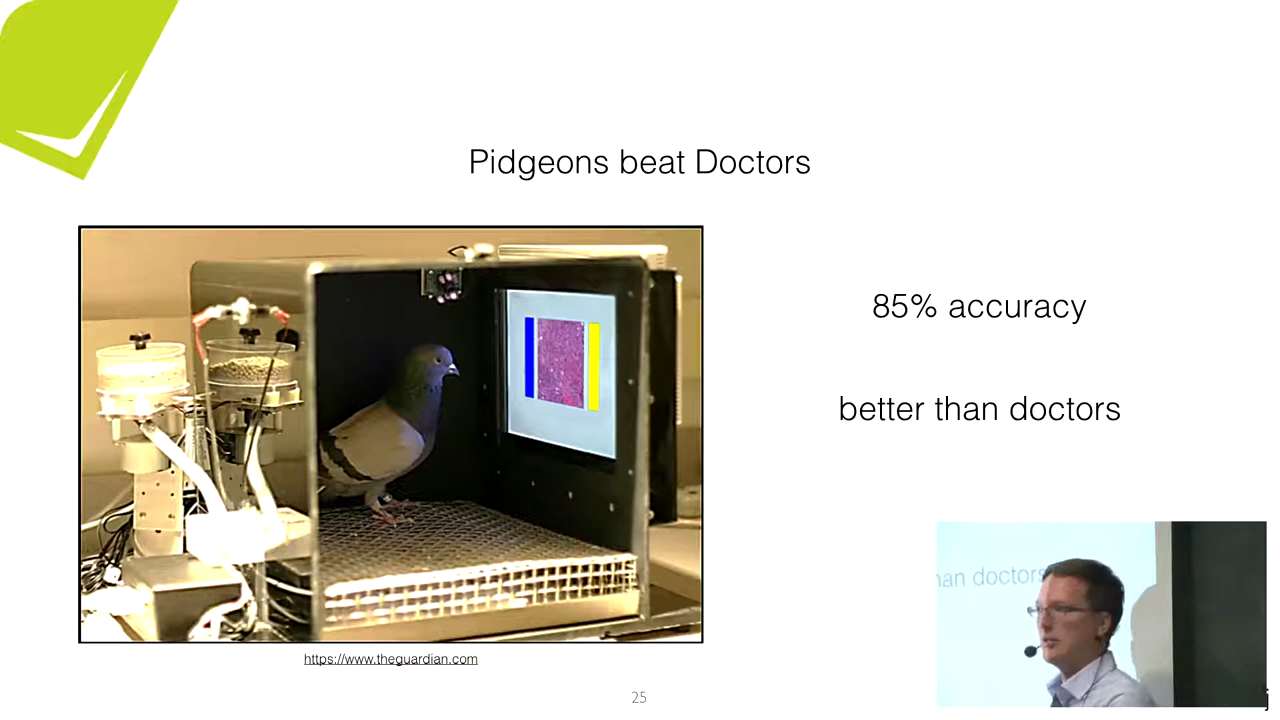 Pidgeons beat Doctors
85% accuracy
better than doctors
han doctors
https://www.theguardian.com
25
j